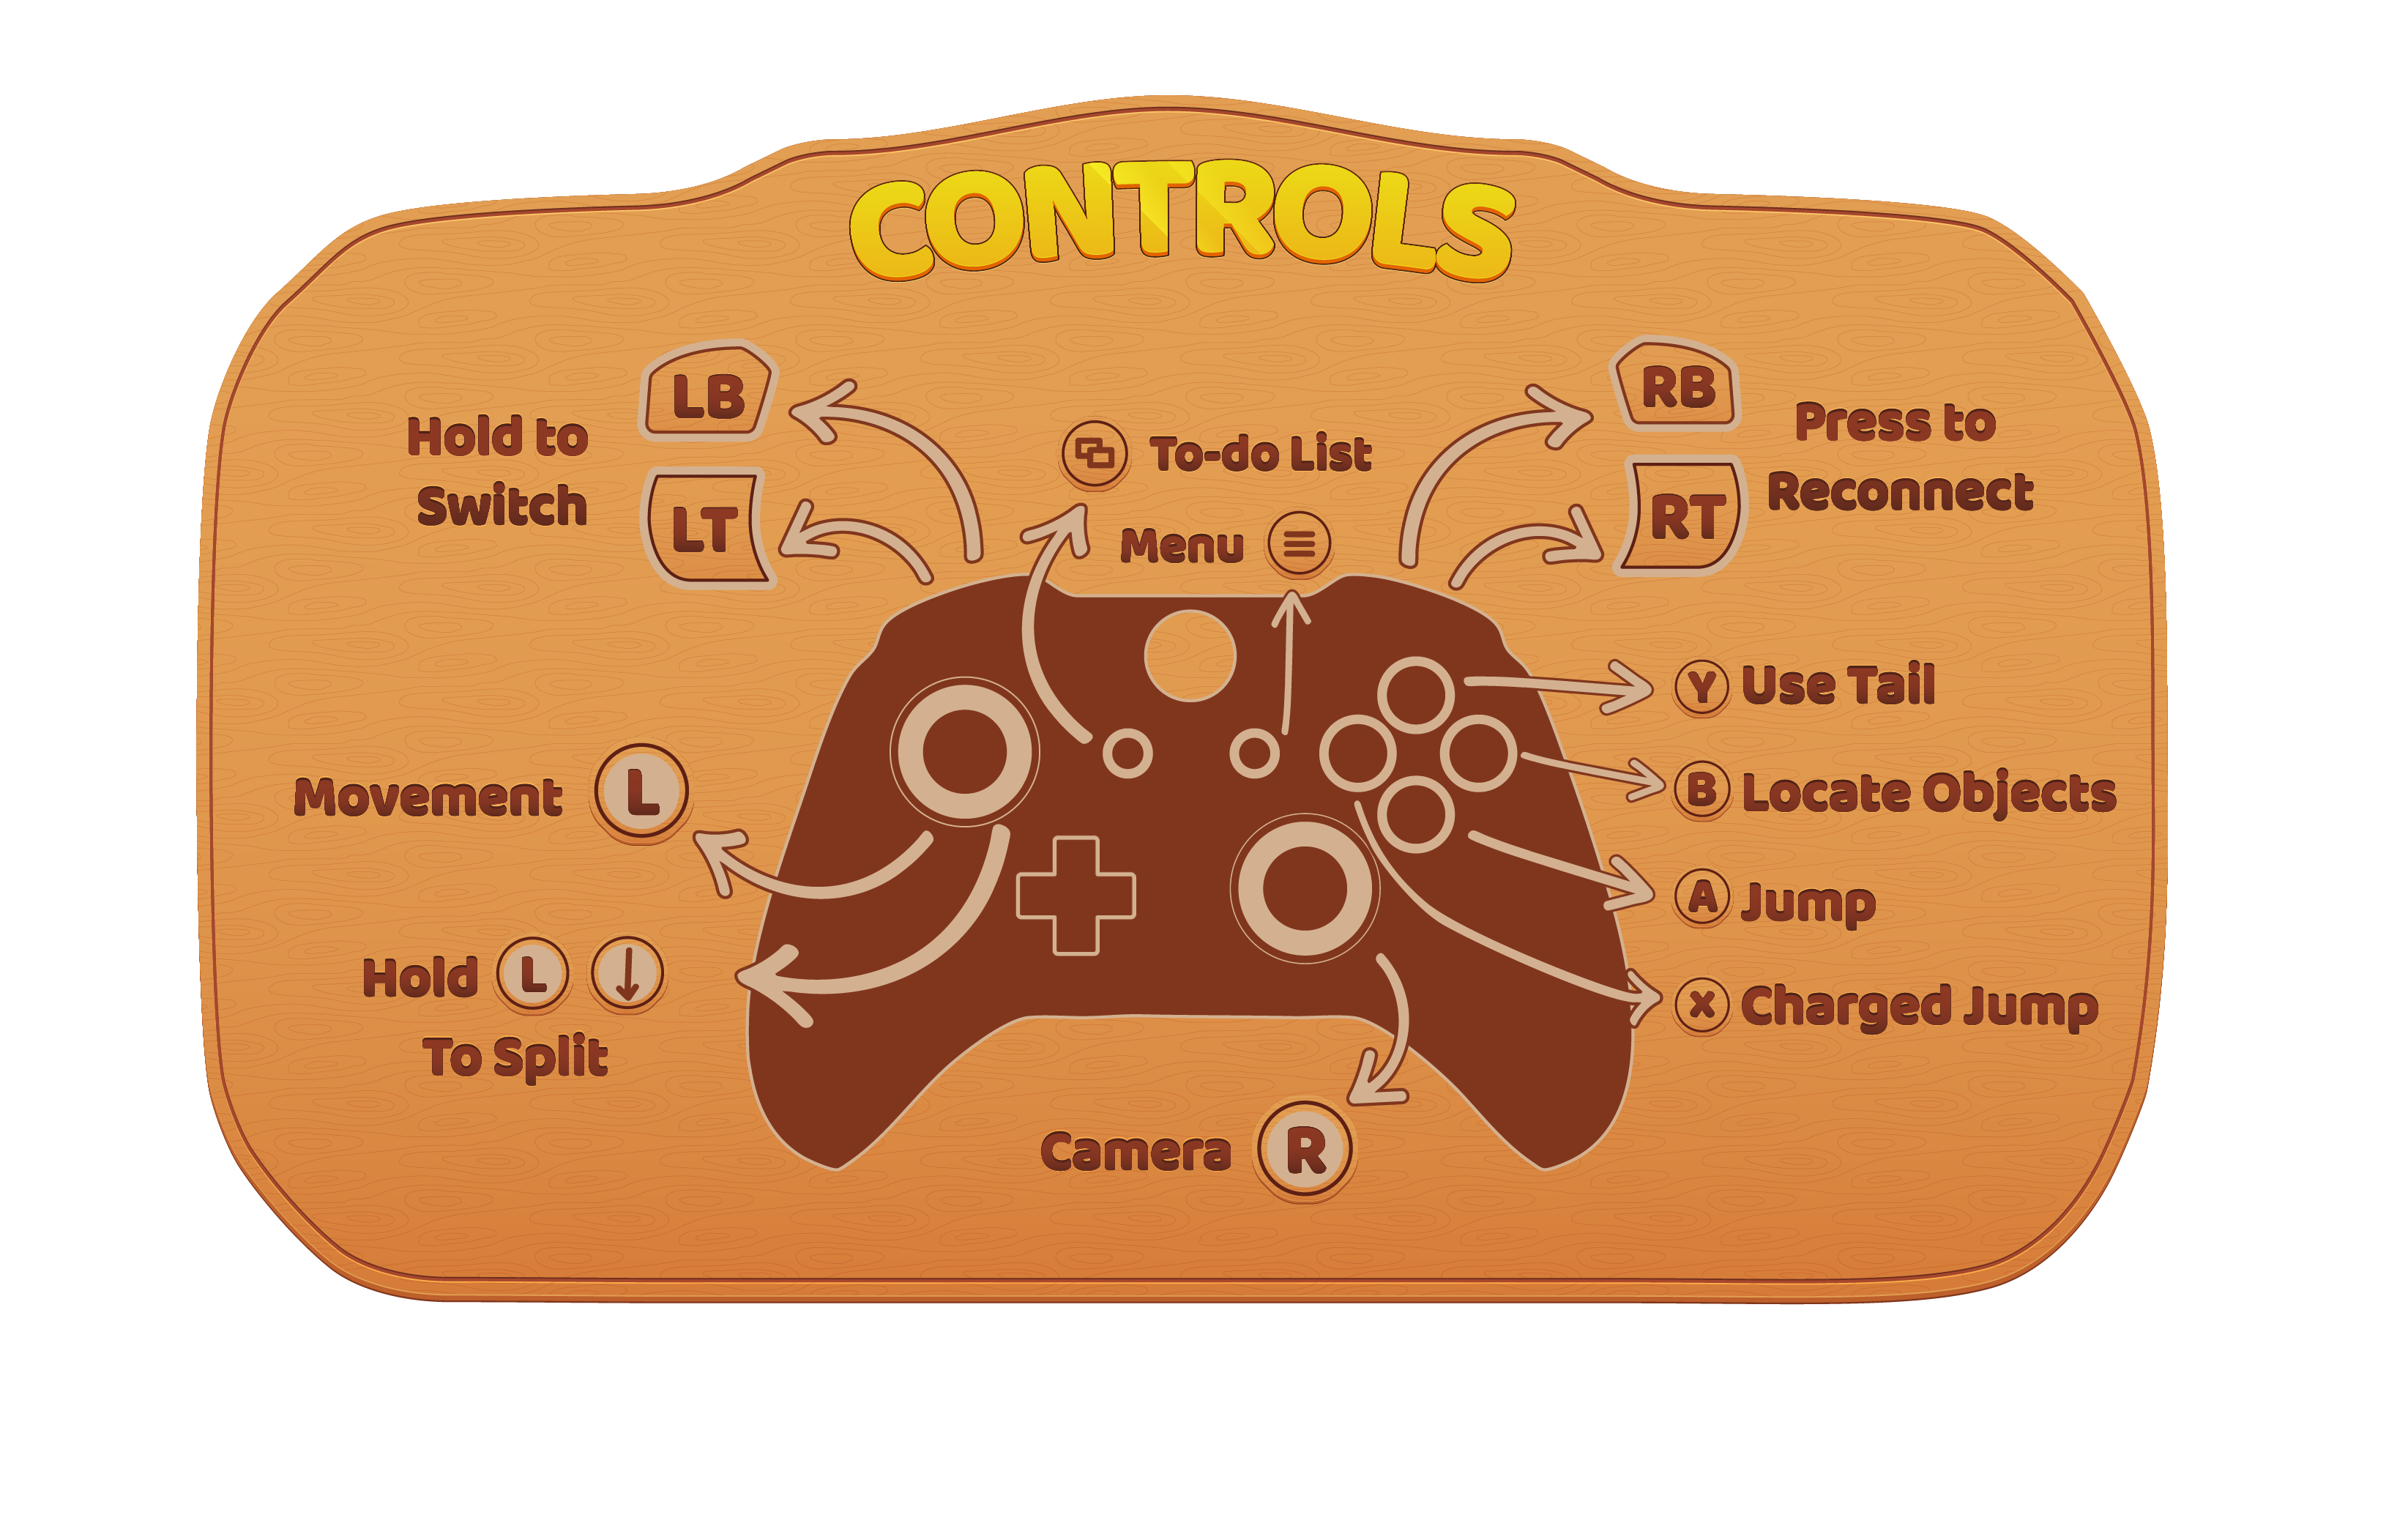 CONTROLS
LB
Hold to
Switch
LT
To-do List
Menu
RB
Press to
Reconnect
RT
Y Use Tail
Movement L
B Locate Objects
A Jump
Hold L
To Split
X Charged Jump
Camera R